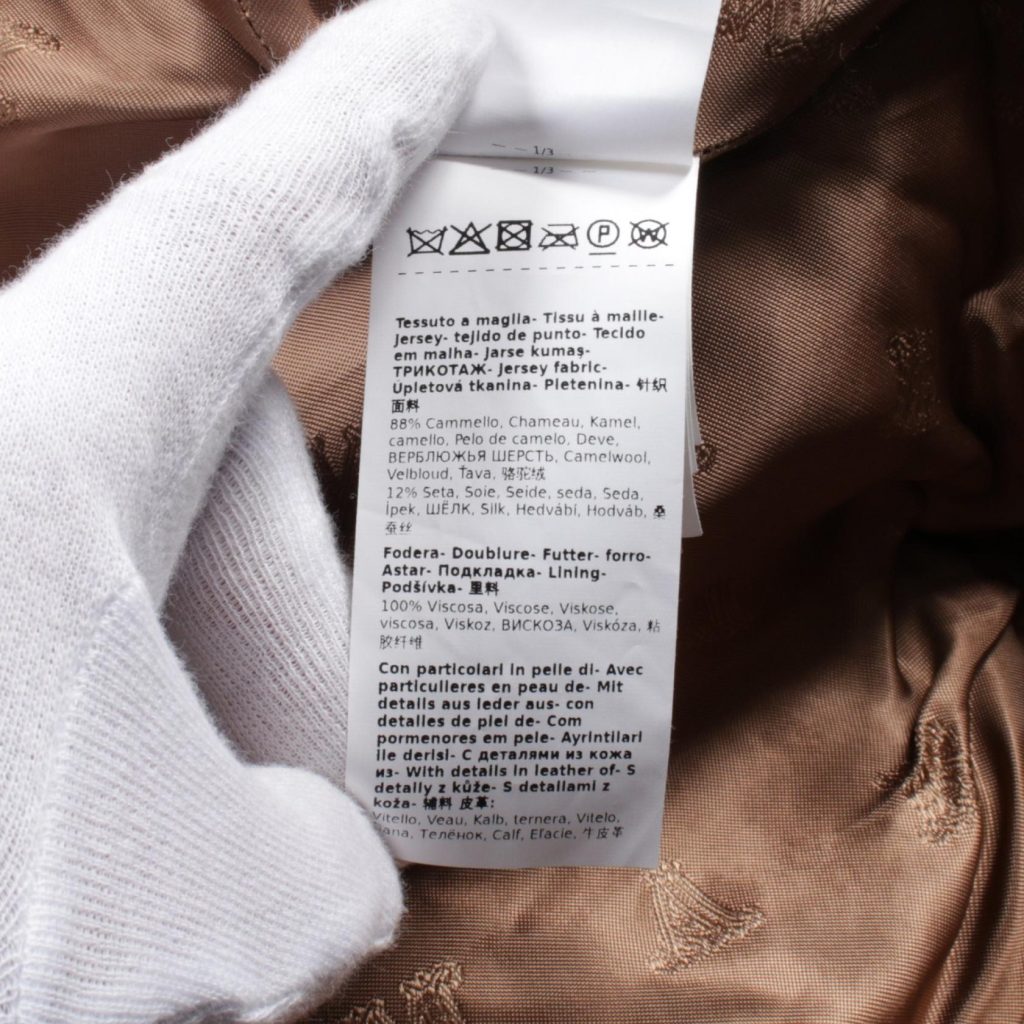 1/3
1/3
P
W
Tessuto a maglia- Tissu à maille-
Jersey- tejido de punto- Tecido
em malha- Jarse kumaş-
ТРИКОТАЖ- Jersey fabric-
Upletová tkanina- Pletenina- 针织
面料
88% Cammello, Chameau, Kamel,
camello, Pelo de camelo, Deve,
ВЕРБЛЮЖЬЯ ШЕРСТЬ, Camelwool,
Velbloud, Ťava, 骆驼绒
12% Seta, Soie, Seide, seda, Seda,
İpek, ШЁЛК, Silk, Hedvábí, Hodváb, 桑
蚕丝
Fodera- Doublure- Futter- forro-
Astar- Подкладка- Lining-
Podšívka- 里料
100% Viscosa, Viscose, Viskose,
viscosa, Viskoz, ВИСКОЗА, Viskóza, 粘
胶纤维
Con particolari in pelle di- Avec
particulieres en peau de- Mit
details aus leder aus- con
detalles de piel de- Com
pormenores em pele- Ayrintilari
ile derisi- С деталями из кожа
из- With details in leather of- S
detaily z kůže- S detailami z
koža- 辅料 皮革:
Vitello, Veau, Kalb, ternera, Vitelo,
Dana, Телёнок, Calf, Eľacie, 牛皮革